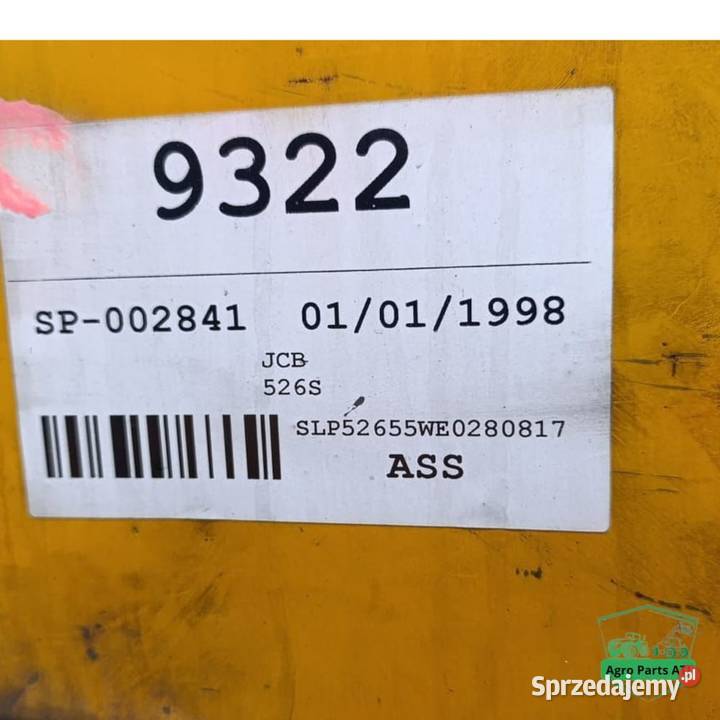 9322
SP-002841 01/01/1998
JCB
526S
SLP52655WE0280817
ASS
Agro Parts AT
Sprzedajemy.pl